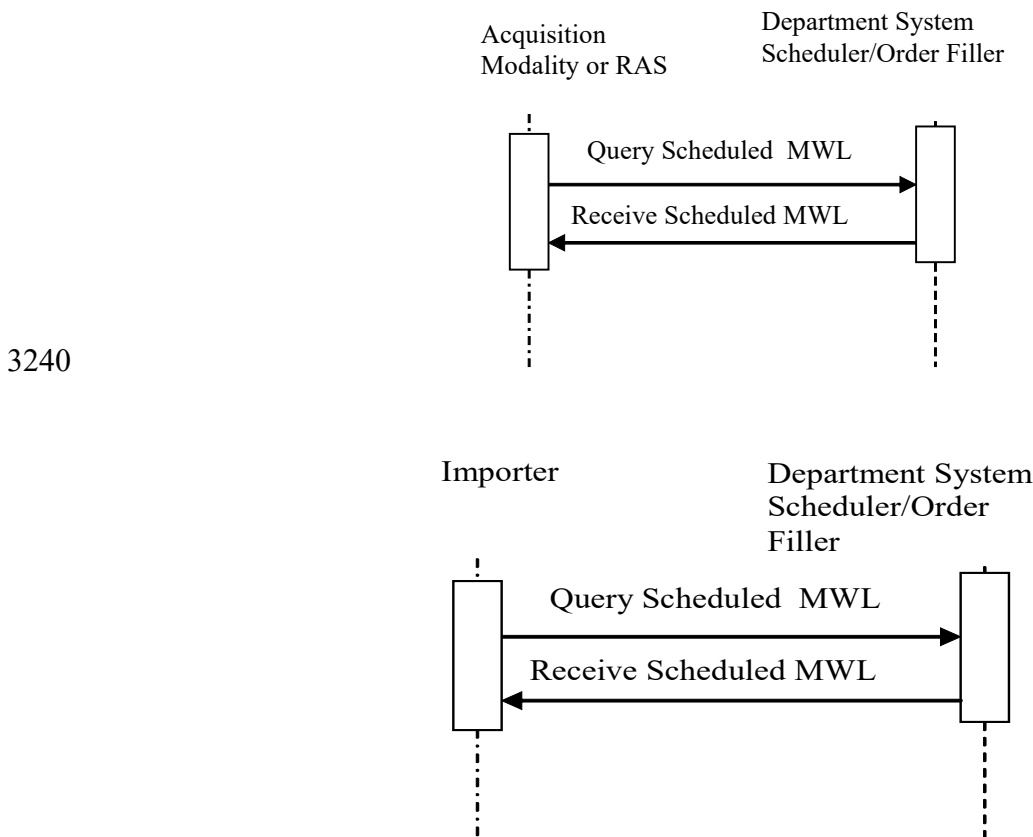 Acquisition
Modality or RAS
Department System
Scheduler/Order Filler
Query Scheduled MWL
Receive Scheduled MWL
3240
Importer
Department System
Scheduler/Order
Filler
Query Scheduled MWL
Receive Scheduled MWL